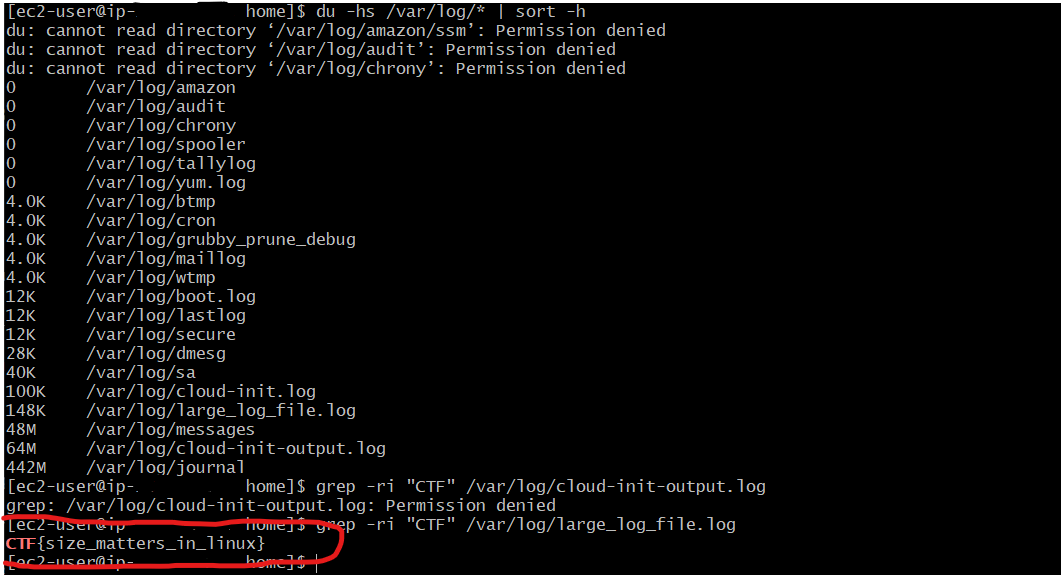 [ec2-user@ip- home]$ du -hs /var/log/* | sort -h
du: cannot read directory ‘/var/log/amazon/ssm’: Permission denied
du: cannot read directory ‘/var/log/audit’: Permission denied
du: cannot read directory ‘/var/log/chrony’: Permission denied
0 /var/log/amazon
0 /var/log/audit
0 /var/log/chrony
0 /var/log/spooler
0 /var/log/tallylog
0 /var/log/yum.log
4.0K /var/log/btmp
4.0K /var/log/cron
4.0K /var/log/grubby_prune_debug
4.0K /var/log/maillog
4.0K /var/log/wtmp
12K /var/log/boot.log
12K /var/log/lastlog
12K /var/log/secure
28K /var/log/dmesg
40K /var/log/sa
100K /var/log/cloud-init.log
148K /var/log/large_log_file.log
48M /var/log/messages
64M /var/log/cloud-init-output.log
442M /var/log/journal
[ec2-user@ip- home]$ grep -ri "CTF" /var/log/cloud-init-output.log
grep: /var/log/cloud-init-output.log: Permission denied
[ec2-user@ip- home]$ grep -ri "CTF" /var/log/large_log_file.log
CTF{size_matters_in_linux}
[ec2-user@ip- home]$